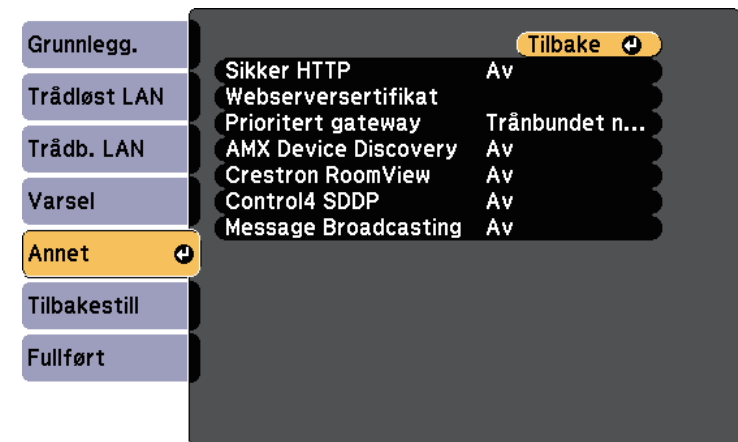 Grunnlegg.
Trådløst LAN
Trådb. LAN
Varsel
Annet
Tilbakestill
Fullført
Tilbake
Sikker HTTP Av
Webserversertifikat
Prioritert gateway Trånbundet n...
AMX Device Discovery Av
Crestron RoomView Av
Control4 SDDP Av
Message Broadcasting Av